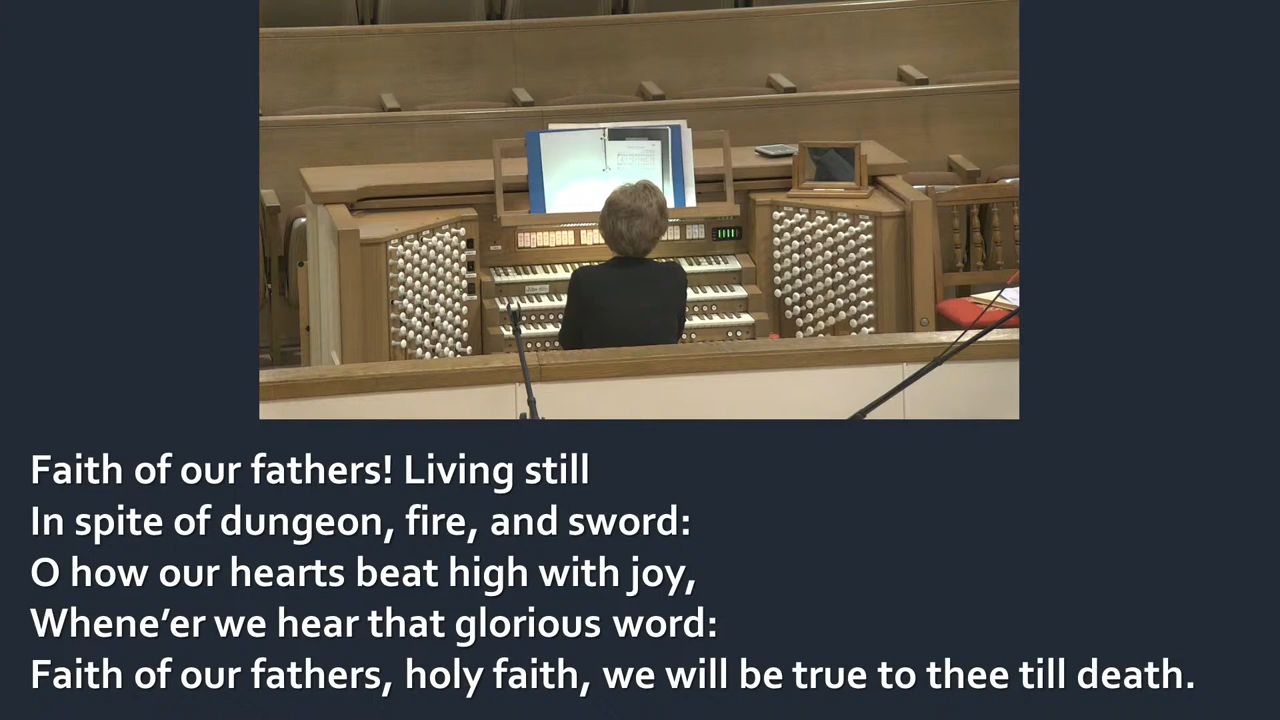 Faith of our fathers! Living still
In spite of dungeon, fire, and sword:
O how our hearts beat high with joy,
Whene’er we hear that glorious word:
Faith of our fathers, holy faith, we will be true to thee till death.